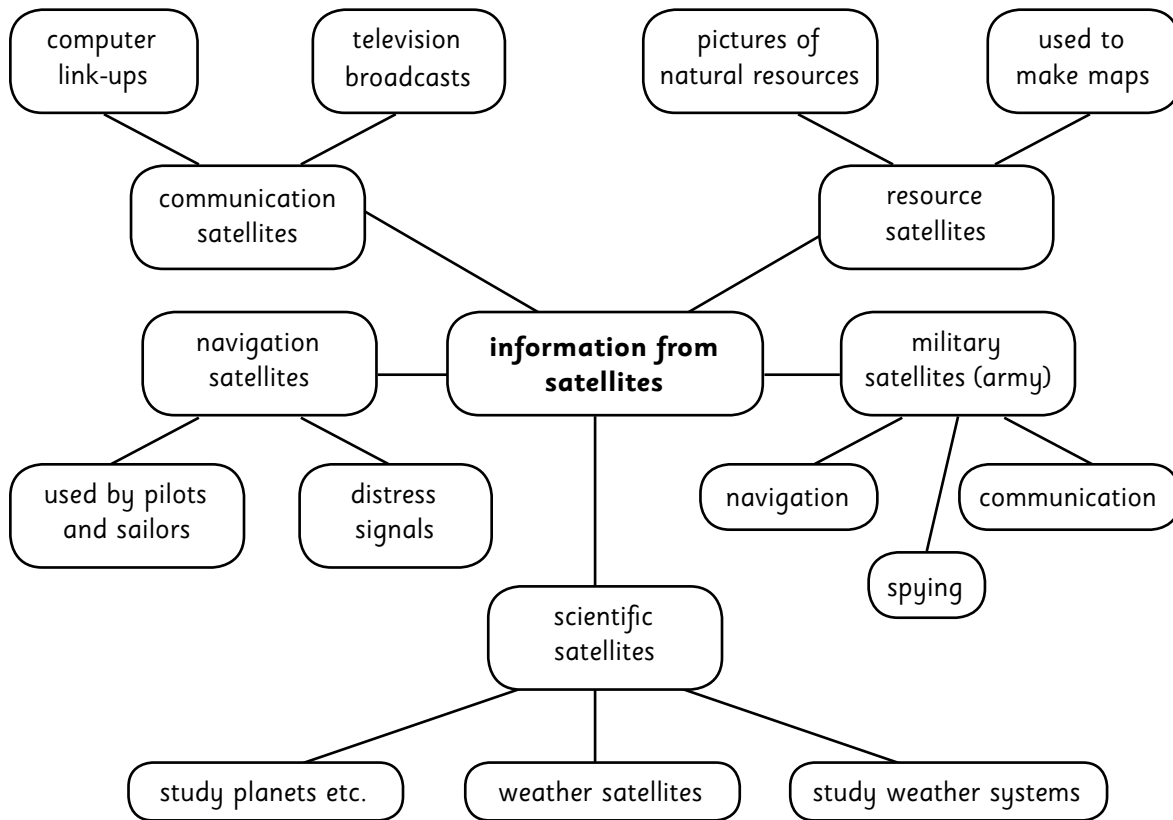 computer
link-ups
television
broadcasts
pictures of
natural resources
used to
make maps
communication
satellites
resource
satellites
navigation
satellites
information from
satellites
military
satellites (army)
used by pilots
and sailors
distress
signals
navigation
communication
spying
scientific
satellites
study planets etc.
weather satellites
study weather systems